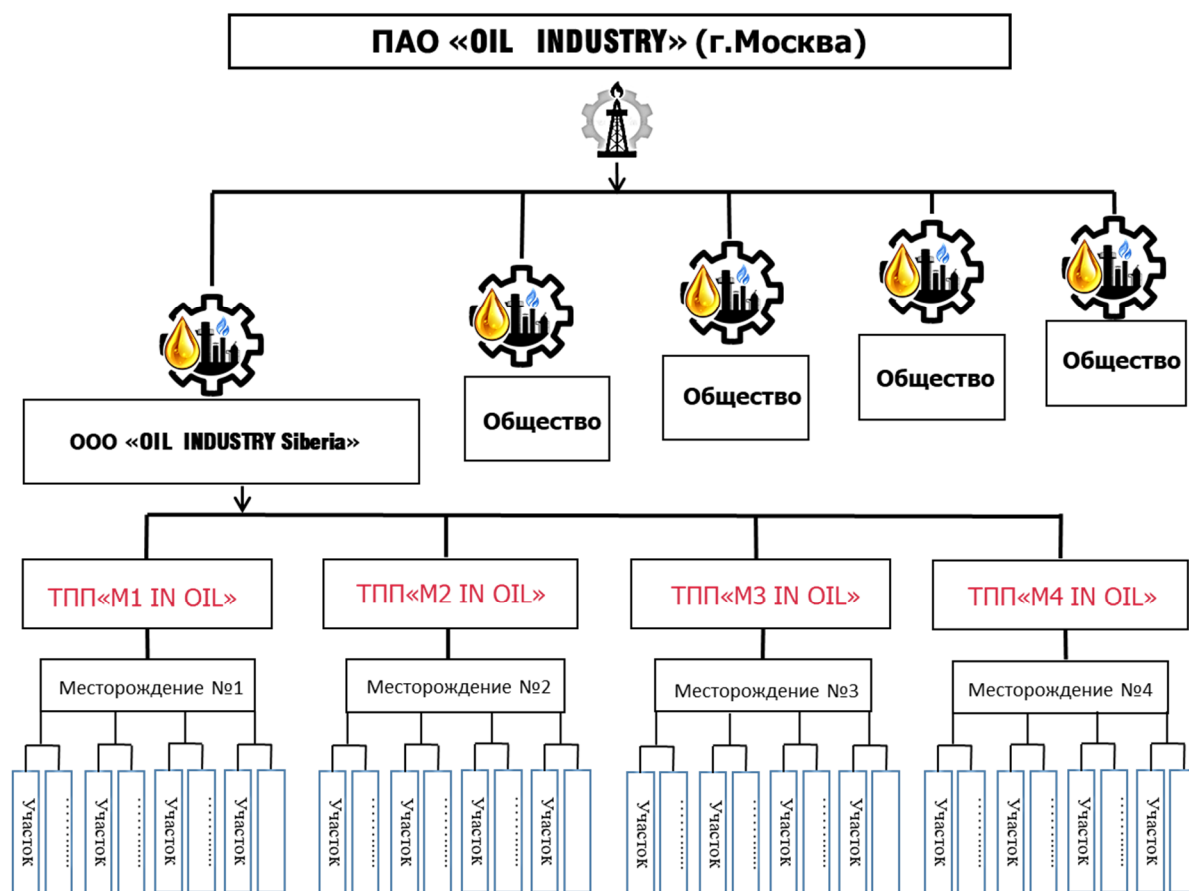 ПАО «OIL INDUSTRY» (г.Москва)
Общество
Общество
Общество
Общество
ООО «OIL INDUSTRY Siberia»
ТПП«М1 IN OIL»
ТПП«М2 IN OIL»
ТПП«М3 IN OIL»
ТПП«М4 IN OIL»
Месторождение №1
Месторождение №2
Месторождение №3
Месторождение №4
Участок
...........
Участок
...........
Участок
...........
Участок
Участок
...........
Участок
...........
Участок
...........
Участок
Участок
...........
Участок
...........
Участок
...........
Участок
Участок
...........
Участок
...........
Участок
...........
Участок